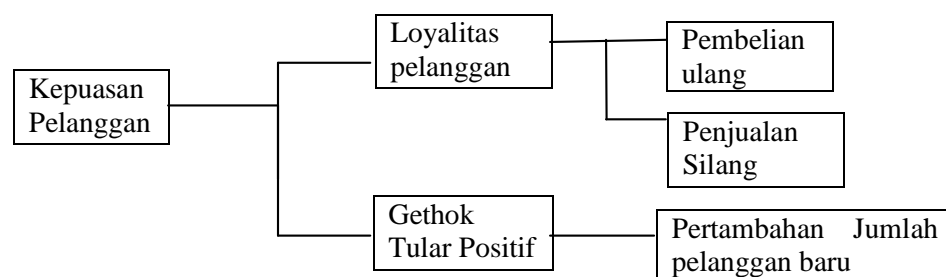 Kepuasan
Pelanggan
Loyalitas
pelanggan
Pembelian
ulang
Penjualan
Silang
Gethok
Tular Positif
Pertambahan Jumlah
pelanggan baru